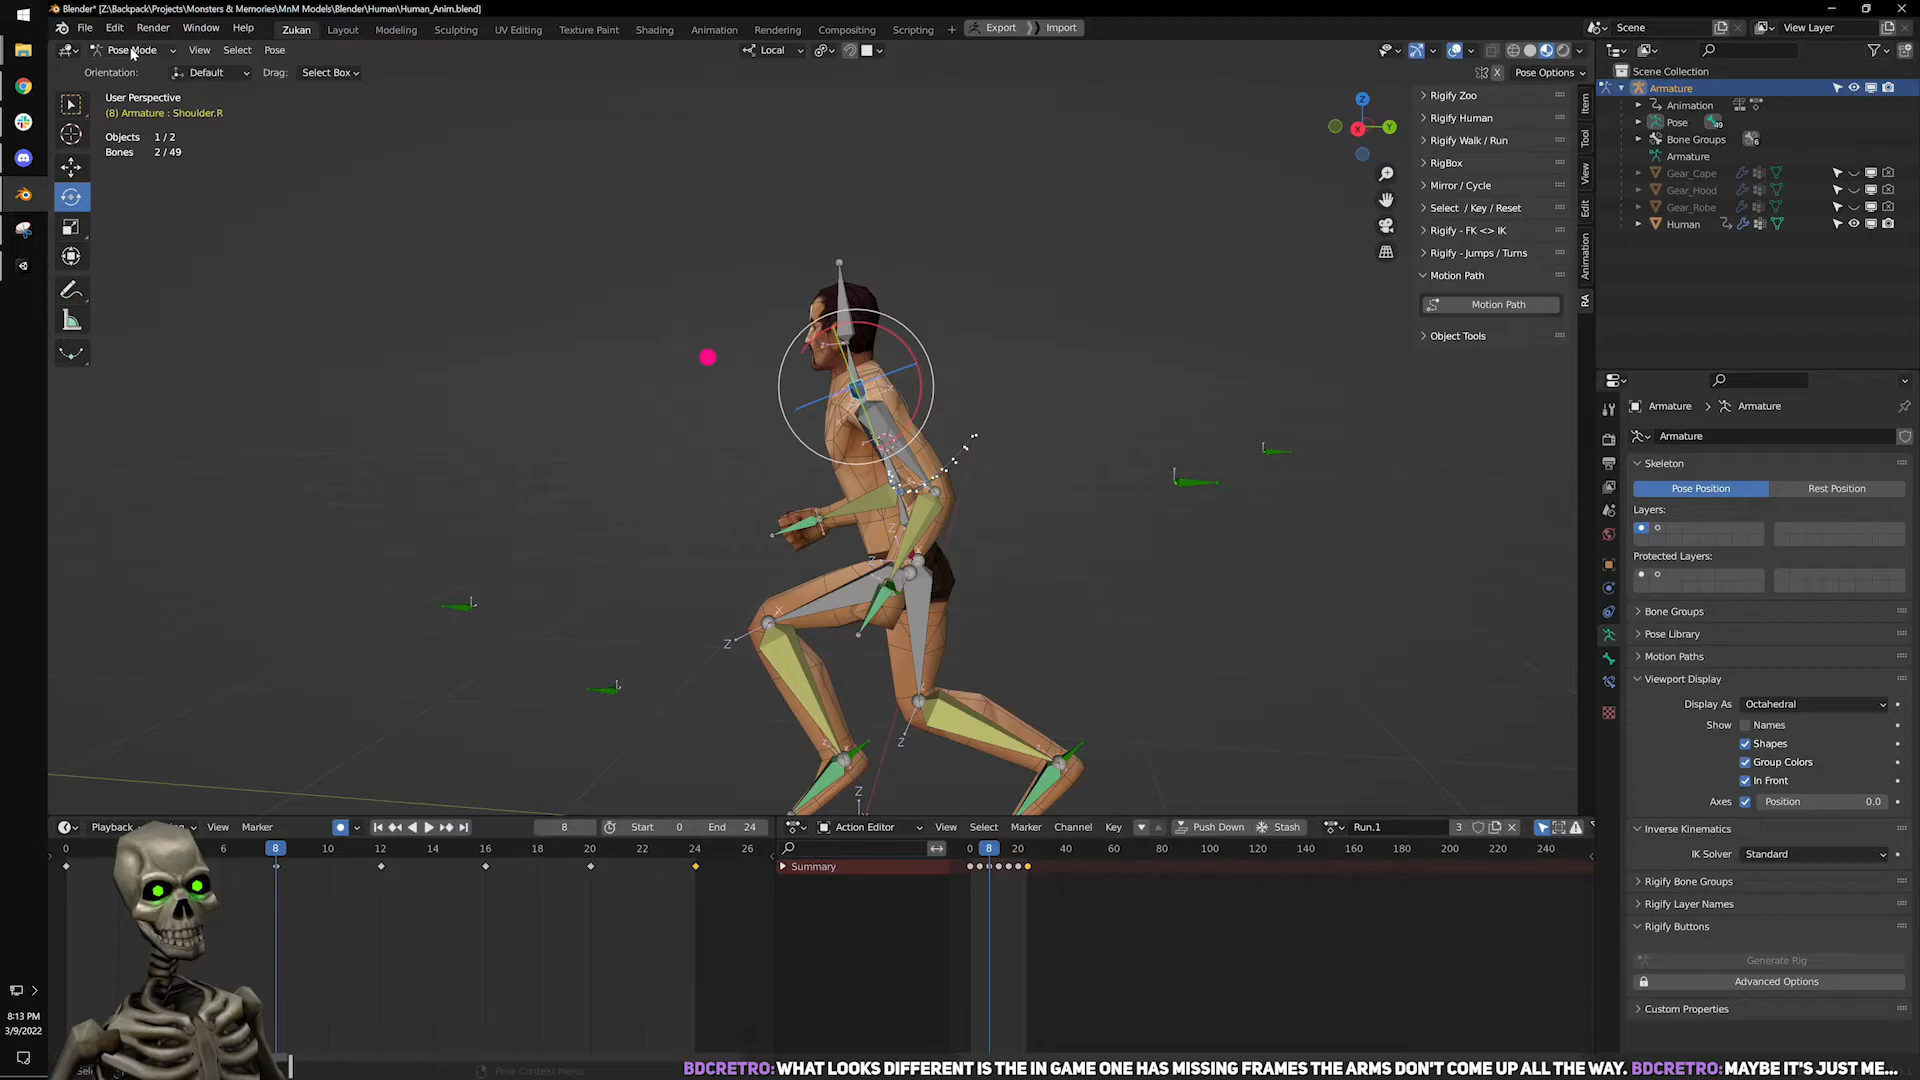 Blender* [Z:\Backpack\Projects\Monsters & Memories\MnM Models\Blender\Human\Human_Anim.blend]
File Edit Render Window Help Zukan Layout Modeling Sculpting UV Editing Texture Paint Shading Animation Rendering Compositing Scripting + Export Import Scene View Layer
Pose Mode View Select Pose Local
Orientation: Default Drag: Select Box X Pose Options
User Perspective
(8) Armature : Shoulder.R
Objects 1 / 2
Bones 2 / 49
Z
Y
X
Rigify Zoo
Rigify Human
Rigify Walk / Run
RigBox
Mirror / Cycle
Select / Key / Reset
Rigify - FK <> IK
Rigify - Jumps / Turns
Motion Path
Motion Path
Object Tools
Item
Tool
View
Edit
Animation
RA
Scene Collection
Armature
Animation
Pose 49
Bone Groups 6
Armature
Gear_Cape
Gear_Hood
Gear_Robe
Human
Armature Armature
Armature
Skeleton
Pose Position Rest Position
Layers:
Protected Layers:
Bone Groups
Pose Library
Motion Paths
Viewport Display
Display As Octahedral
Show Names
Shapes
Group Colors
In Front
Axes Position 0.0
Inverse Kinematics
IK Solver Standard
Rigify Bone Groups
Rigify Layer Names
Rigify Buttons
Generate Rig
Advanced Options
Custom Properties
Playback View Marker 8 Start 0 End 24
0 6 8 10 12 14 16 18 20 22 24 26
Action Editor View Select Marker Channel Key Push Down Stash Run.1 3
0 8 20 40 60 80 100 120 140 160 180 200 220 240
Summary
8:13 PM
3/9/2022
Pose Context Menu
BDCRETRO: WHAT LOOKS DIFFERENT IS THE IN GAME ONE HAS MISSING FRAMES THE ARMS DON'T COME UP ALL THE WAY. BDCRETRO: MAYBE IT'S JUST ME...